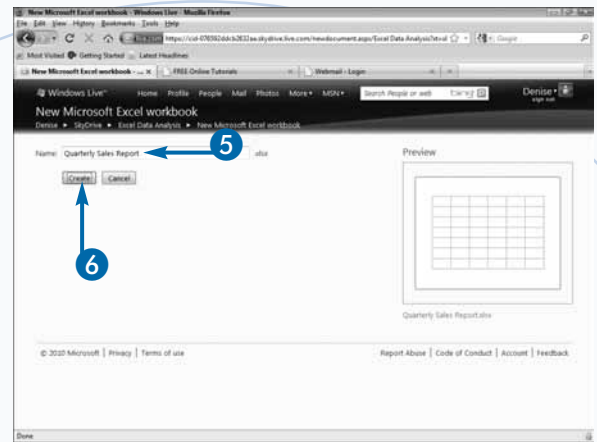 New Microsoft Excel workbook - Windows Live - Mozilla Firefox
File Edit View History Bookmarks Tools Help
Google
Most Visited Getting Started Latest Headlines
New Microsoft Excel workbook - ... FREE Online Tutorials Webmail - Login
Windows Live™ Home Profile People Mail Photos More MSN Search People or web Denise
sign out
New Microsoft Excel workbook
Denise ► SkyDrive ► Excel Data Analysis ► New Microsoft Excel workbook
Name: Quarterly Sales Report .xlsx
5
Preview
Create Cancel
6
Quarterly Sales Report.xlsx
© 2010 Microsoft | Privacy | Terms of use Report Abuse | Code of Conduct | Account | Feedback
Done